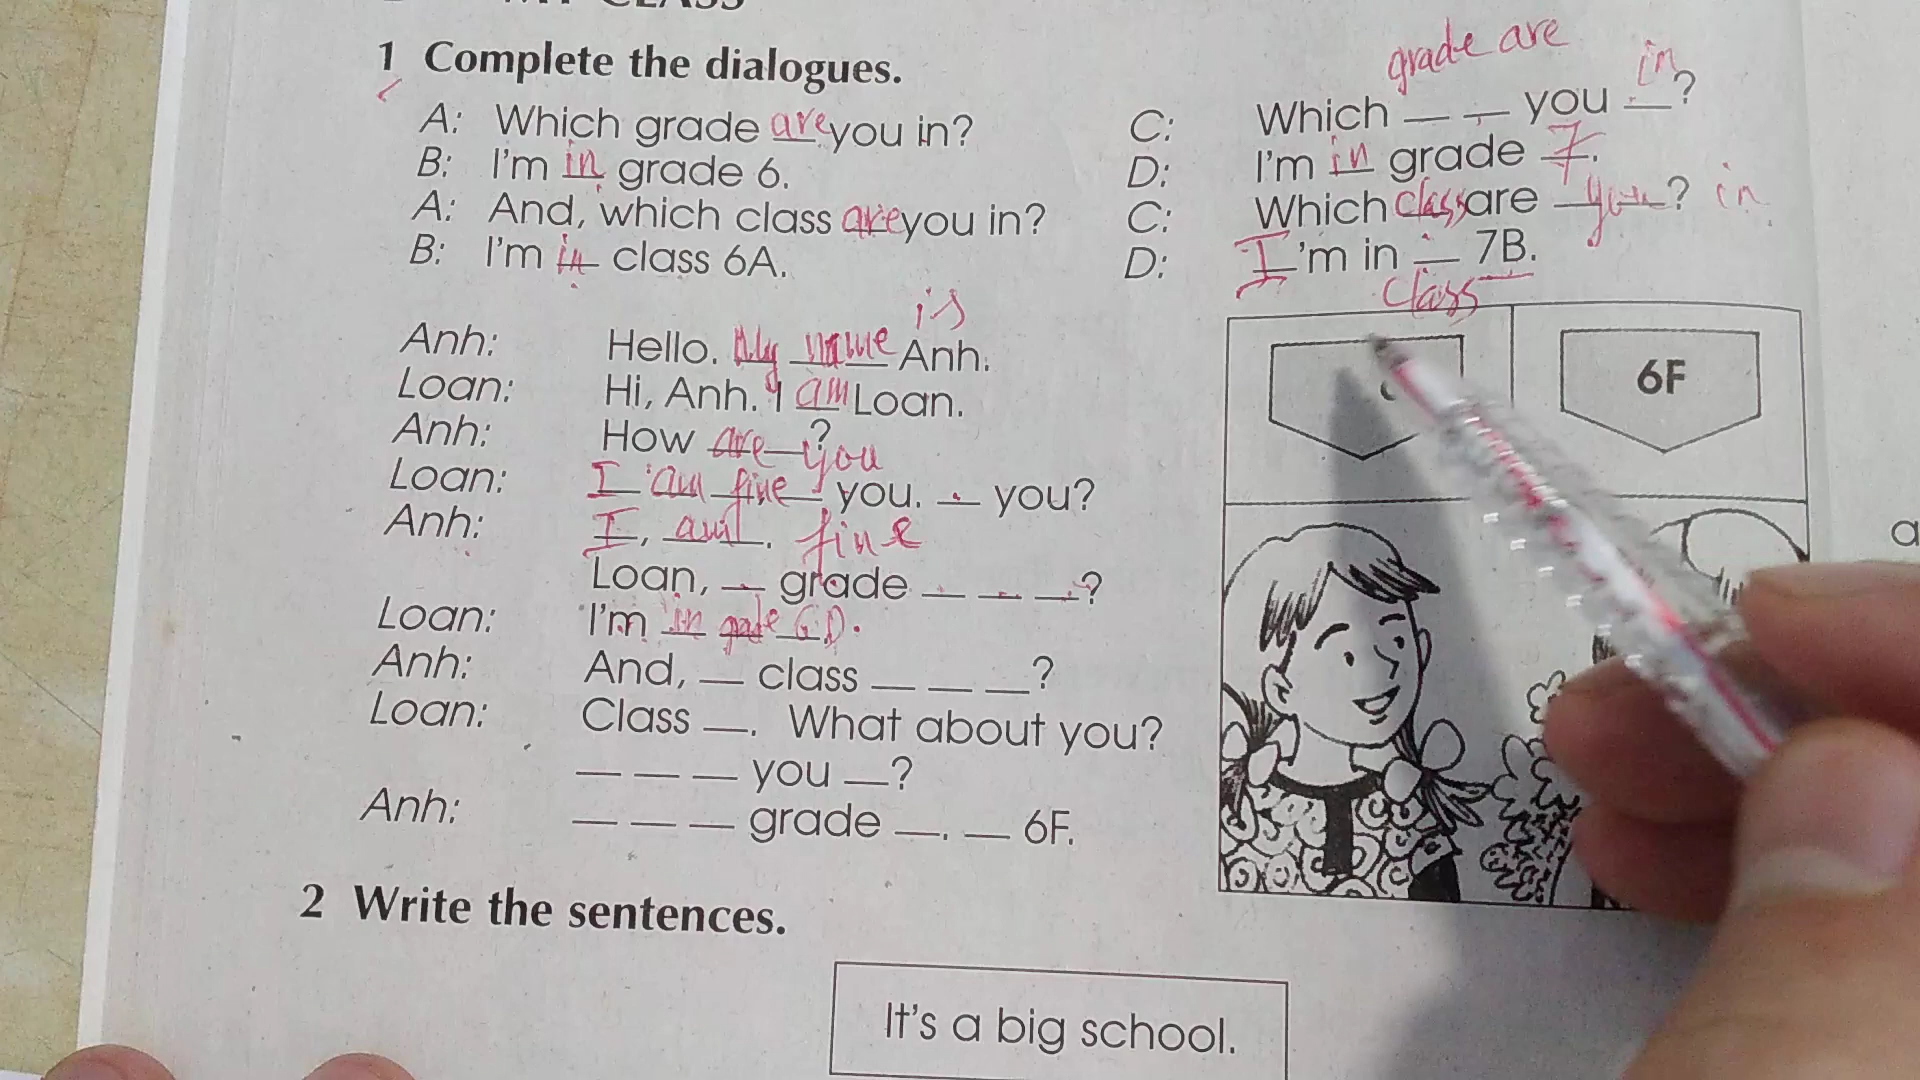 1 Complete the dialogues.
A: Which grade are you in?
B: I'm in grade 6.
A: And, which class are you in?
B: I'm in class 6A.
grade are in
C: Which _ _ you _?
D: I'm in grade 7.
C: Which class are you? in
D: I'm in _ 7B.
class
is
Anh: Hello. My name Anh.
Loan: Hi, Anh. I am Loan.
Anh: How are _?
you
Loan: I am fine you. _ you?
Anh: I, _. fine
Loan, _ grade _ _ _?
Loan: I'm in 6D.
Anh: And, _ class _ _ _?
Loan: Class _. What about you?
_ _ _ you _?
Anh: _ _ _ grade _. _ 6F.
6F
2 Write the sentences.
It's a big school.